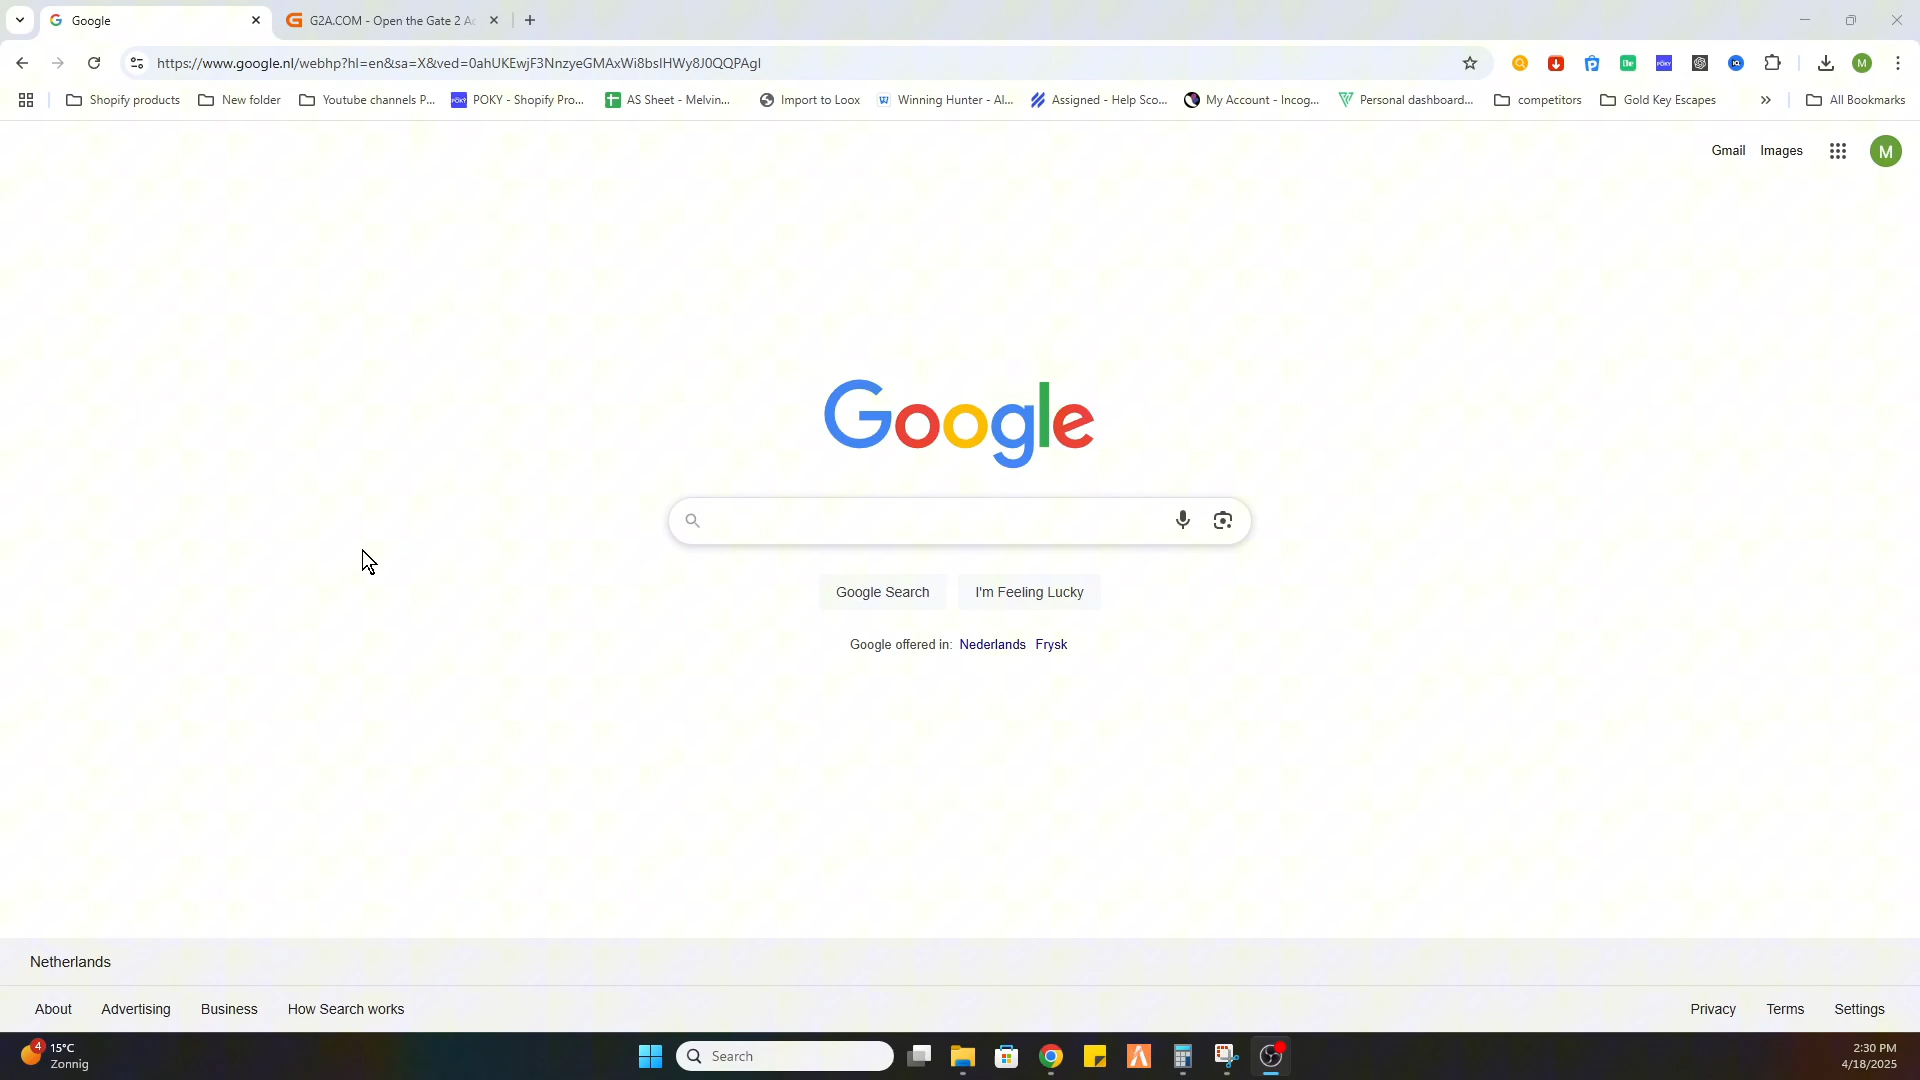 Google
G2A.COM - Open the Gate 2 Ac
https://www.google.nl/webhp?hl=en&sa=X&ved=0ahUKEwjF3NnzyeGMAxWi8bsIHWy8J0QQPAgI
M
Shopify products
New folder
Youtube channels P...
POKY - Shopify Pro...
AS Sheet - Melvin...
Import to Loox
Winning Hunter - AI...
Assigned - Help Sco...
My Account - Incog...
Personal dashboard...
competitors
Gold Key Escapes
All Bookmarks
Gmail
Images
M
Google
Google Search
I'm Feeling Lucky
Google offered in: Nederlands Frysk
Netherlands
About
Advertising
Business
How Search works
Privacy
Terms
Settings
4
15°C
Zonnig
Search
2:30 PM
4/18/2025